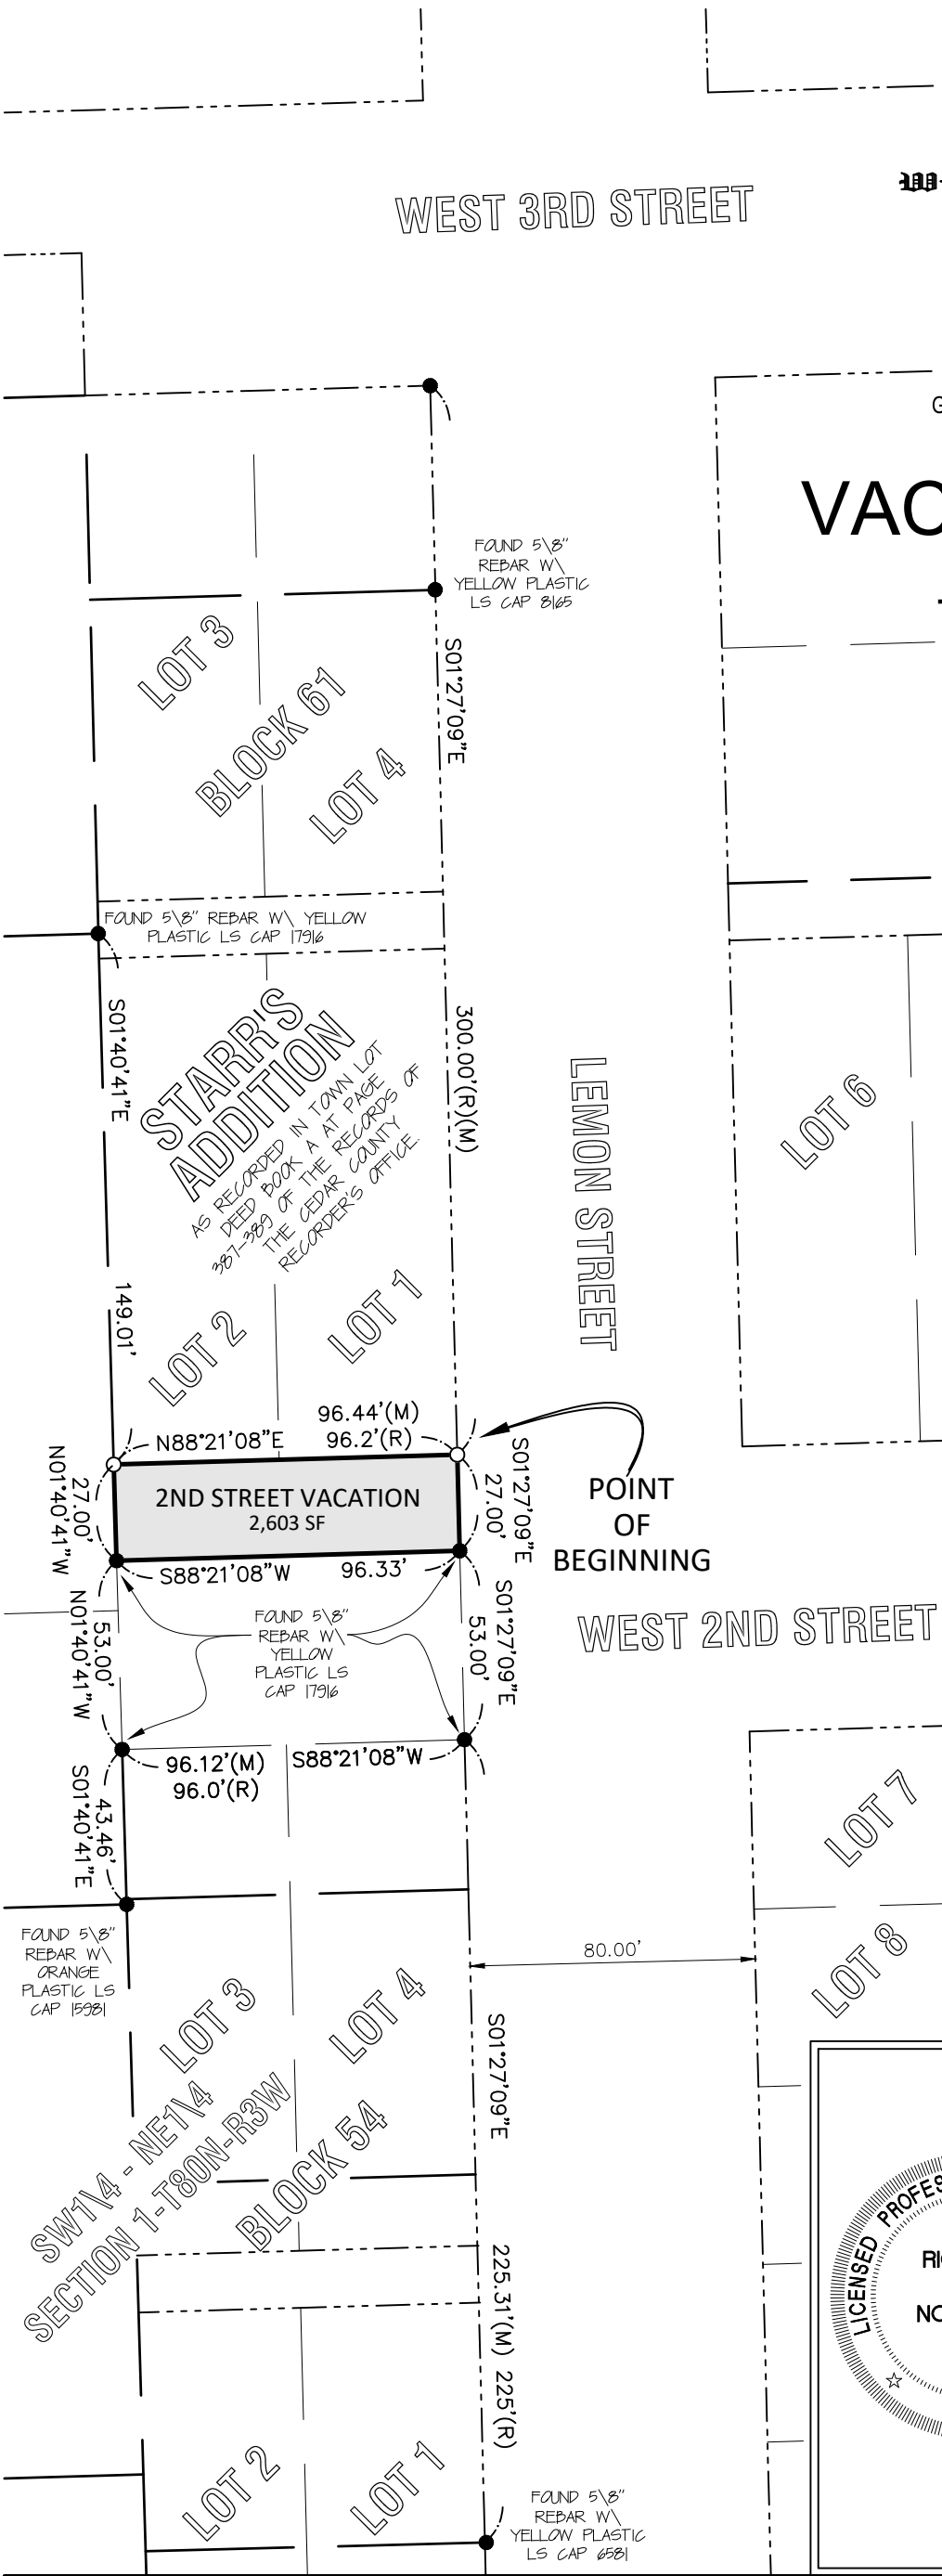 WEST 3RD STREET
G
VAC
FOUND 5\8"
REBAR W\
YELLOW PLASTIC
LS CAP 8165
LOT 3
BLOCK 61
LOT 4
S01°27'09"E
FOUND 5\8" REBAR W\ YELLOW
PLASTIC LS CAP 17916
S01°40'41"E
300.00'(R)(M)
STARR'S
ADDITION
AS RECORDED IN TOWN LOT
DEED BOOK A AT PAGE
387-389 OF THE RECORDS OF
THE CEDAR COUNTY
RECORDER'S OFFICE.
LEMON STREET
LOT 6
149.01'
LOT 2
LOT 1
96.44'(M)
N88°21'08"E
96.2'(R)
N01°40'41"W
27.00'
2ND STREET VACATION
2,603 SF
S01°27'09"E
27.00'
POINT
OF
BEGINNING
S88°21'08"W
96.33'
N01°40'41"W
53.00'
FOUND 5\8"
REBAR W\
YELLOW
PLASTIC LS
CAP 17916
S01°27'09"E
53.00'
WEST 2ND STREET
96.12'(M)
S88°21'08"W
96.0'(R)
S01°40'41"E
43.46'
LOT 7
FOUND 5\8"
REBAR W\
ORANGE
PLASTIC LS
CAP 15981
80.00'
LOT 8
LOT 3
LOT 4
S01°27'09"E
SW1\4 - NE1\4
SECTION 1-T80N-R3W
BLOCK 54
225.31'(M) 225'(R)
LICENSED PROFES
RI
NO
LOT 2
LOT 1
FOUND 5\8"
REBAR W\
YELLOW PLASTIC
LS CAP 6581